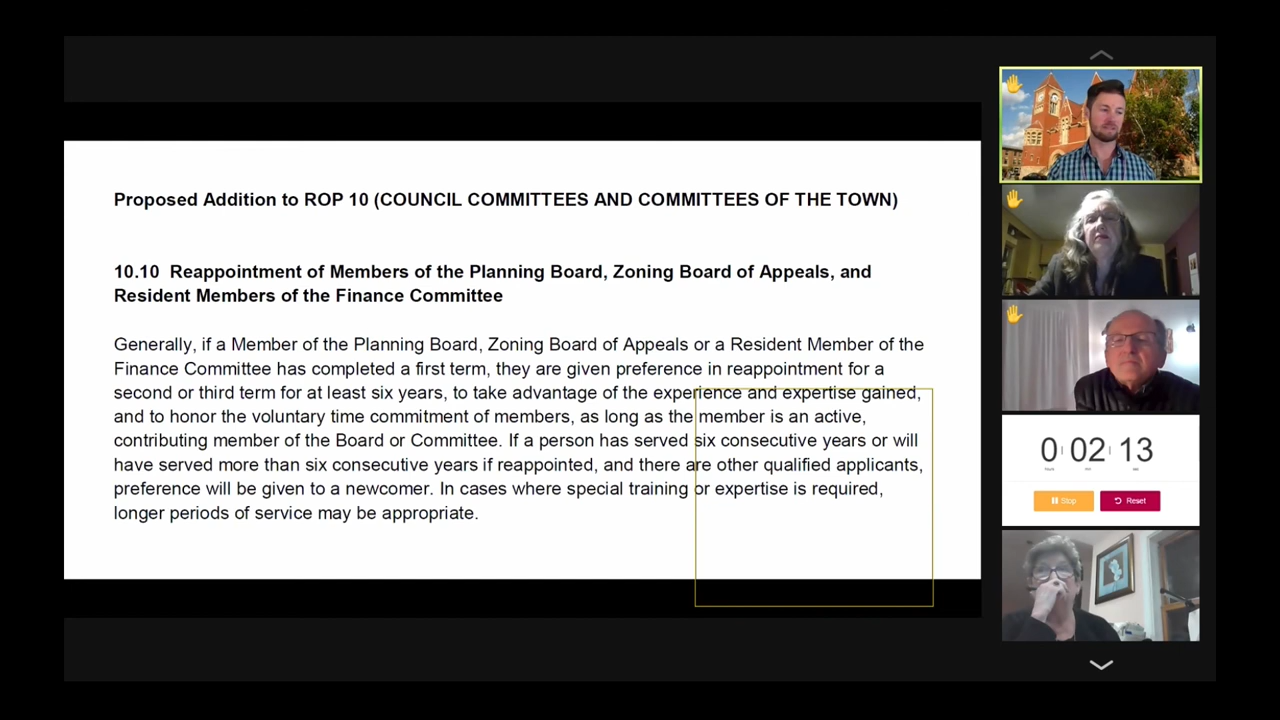 Proposed Addition to ROP 10 (COUNCIL COMMITTEES AND COMMITTEES OF THE TOWN)
10.10 Reappointment of Members of the Planning Board, Zoning Board of Appeals, and
Resident Members of the Finance Committee
Generally, if a Member of the Planning Board, Zoning Board of Appeals or a Resident Member of the
Finance Committee has completed a first term, they are given preference in reappointment for a
second or third term for at least six years, to take advantage of the experience and expertise gained,
and to honor the voluntary time commitment of members, as long as the member is an active,
contributing member of the Board or Committee. If a person has served six consecutive years or will
have served more than six consecutive years if reappointed, and there are other qualified applicants,
preference will be given to a newcomer. In cases where special training or expertise is required,
longer periods of service may be appropriate.
0 02 13
Stop
Reset